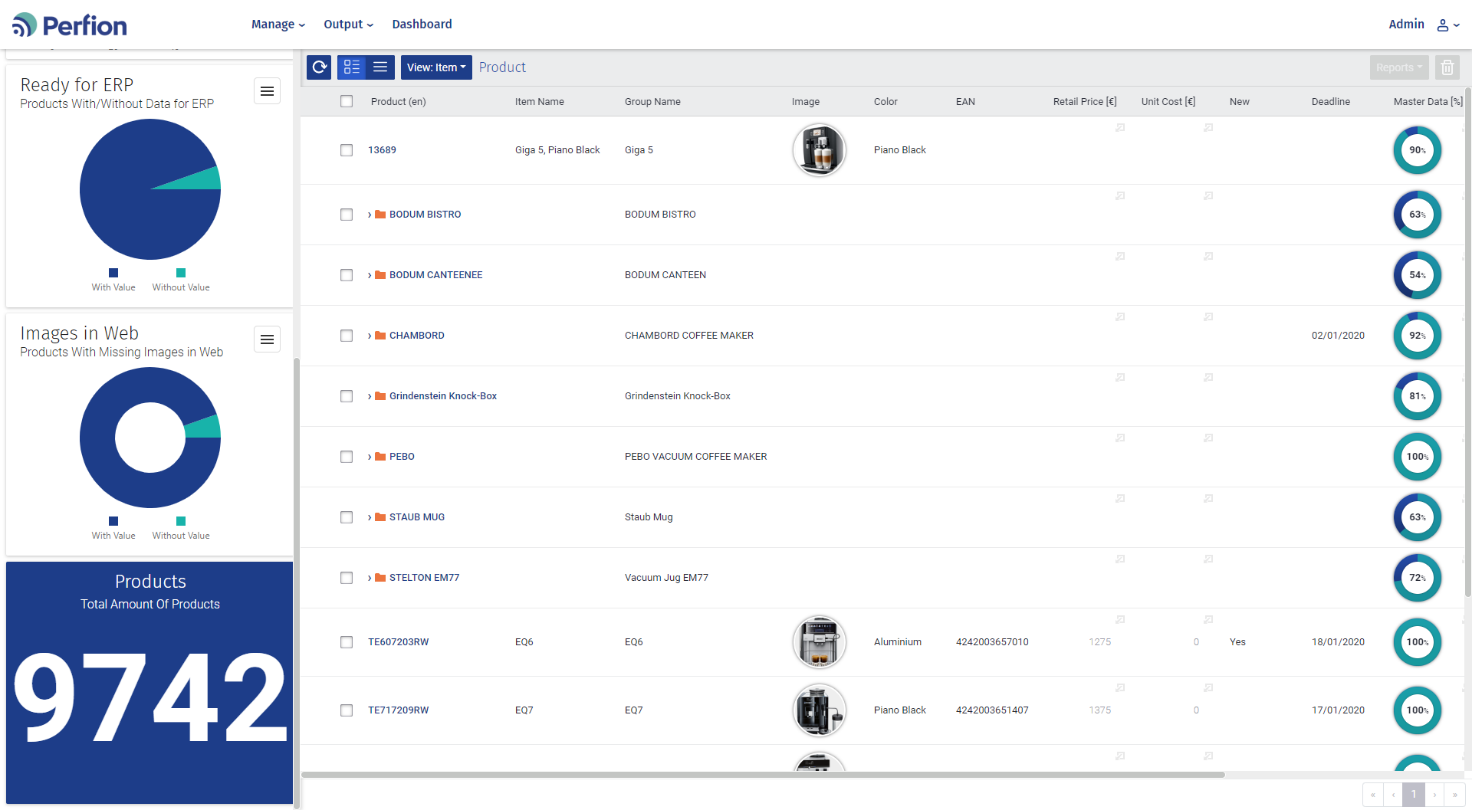 Perfion
Manage Output Dashboard
Admin
Ready for ERP
Products With/Without Data for ERP
With Value Without Value
Images in Web
Products With Missing Images in Web
With Value Without Value
Products
Total Amount Of Products
9742
View: Item Product
Reports
Product (en) Item Name Group Name Image Color EAN Retail Price [€] Unit Cost [€] New Deadline Master Data [%]
13689 Giga 5, Piano Black Giga 5 Piano Black 90%
BODUM BISTRO BODUM BISTRO 63%
BODUM CANTEENEE BODUM CANTEEN 54%
CHAMBORD CHAMBORD COFFEE MAKER 02/01/2020 92%
Grindenstein Knock-Box Grindenstein Knock-Box 81%
PEBO PEBO VACUUM COFFEE MAKER 100%
STAUB MUG Staub Mug 63%
STELTON EM77 Vacuum Jug EM77 72%
TE607203RW EQ6 EQ6 Aluminium 4242003657010 1275 0 Yes 18/01/2020 100%
TE717209RW EQ7 EQ7 Piano Black 4242003651407 1375 0 17/01/2020 100%
« ‹ 1 › »